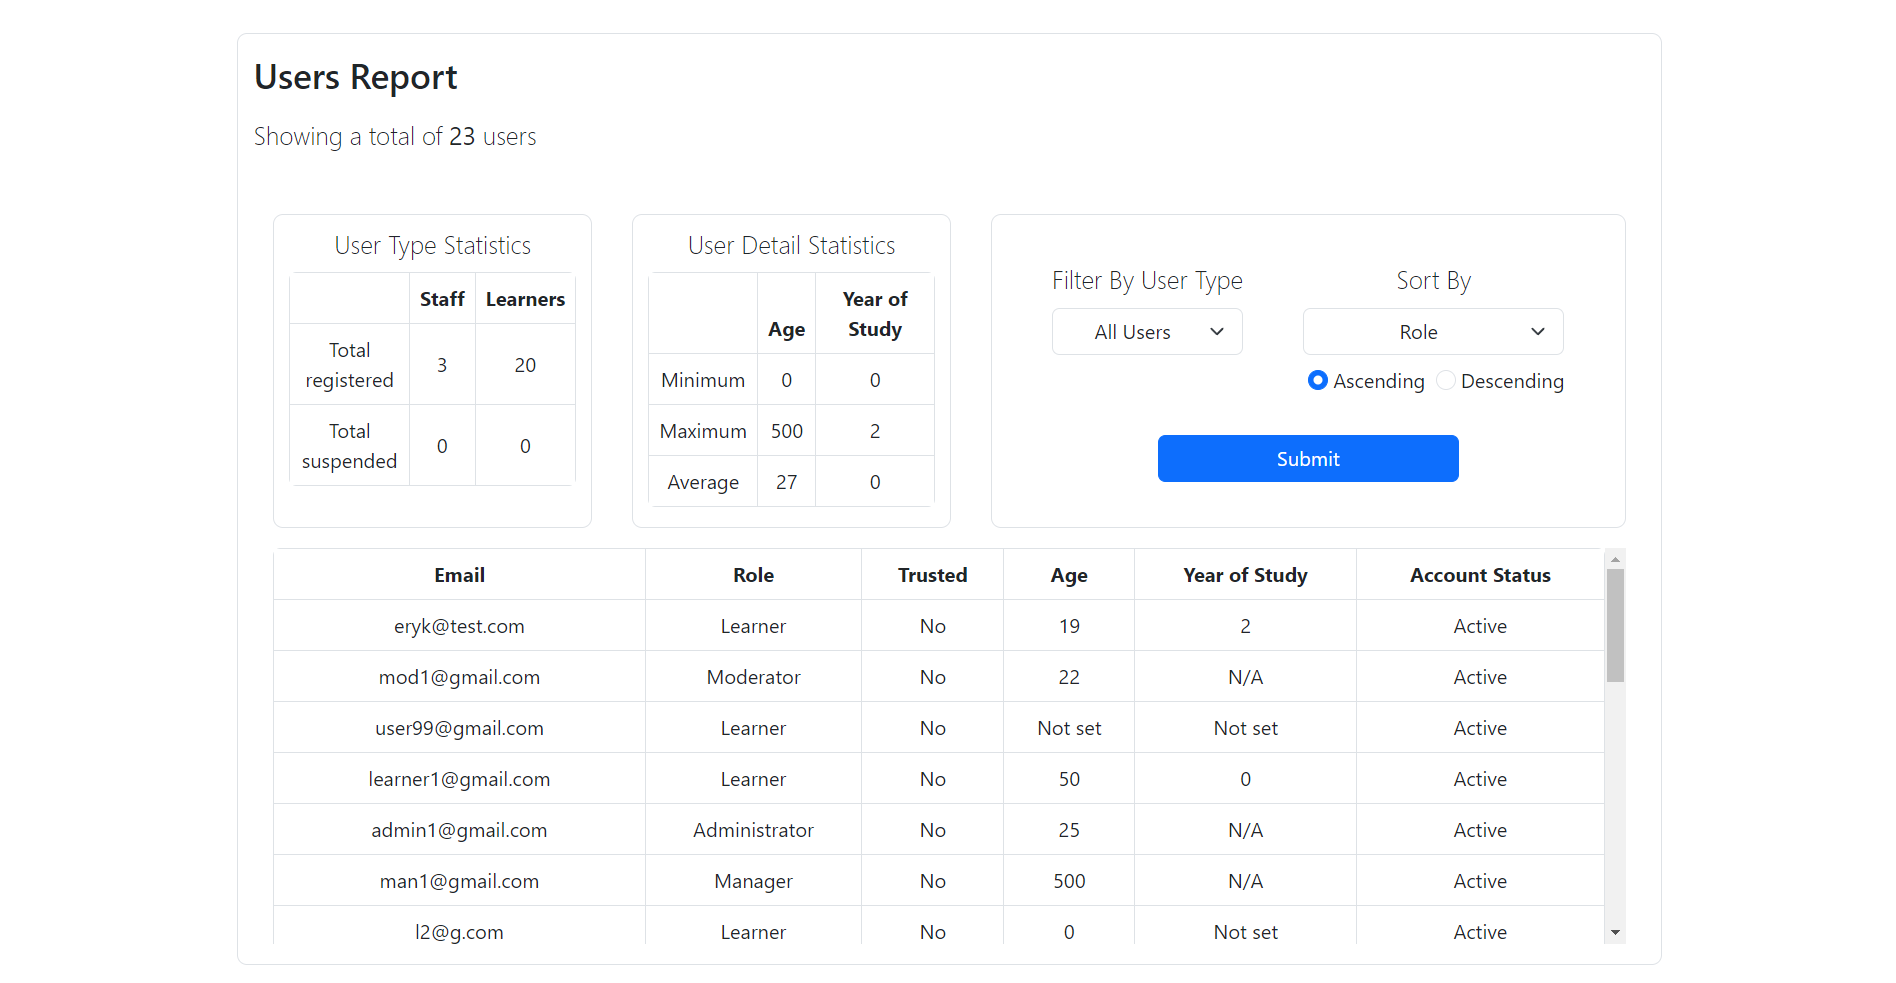 Users Report
Showing a total of 23 users
User Type Statistics
Staff Learners
Total registered 3 20
Total suspended 0 0
User Detail Statistics
Age Year of Study
Minimum 0 0
Maximum 500 2
Average 27 0
Filter By User Type
All Users
Sort By
Role
Ascending Descending
Submit
Email Role Trusted Age Year of Study Account Status
eryk@test.com Learner No 19 2 Active
mod1@gmail.com Moderator No 22 N/A Active
user99@gmail.com Learner No Not set Not set Active
learner1@gmail.com Learner No 50 0 Active
admin1@gmail.com Administrator No 25 N/A Active
man1@gmail.com Manager No 500 N/A Active
l2@g.com Learner No 0 Not set Active